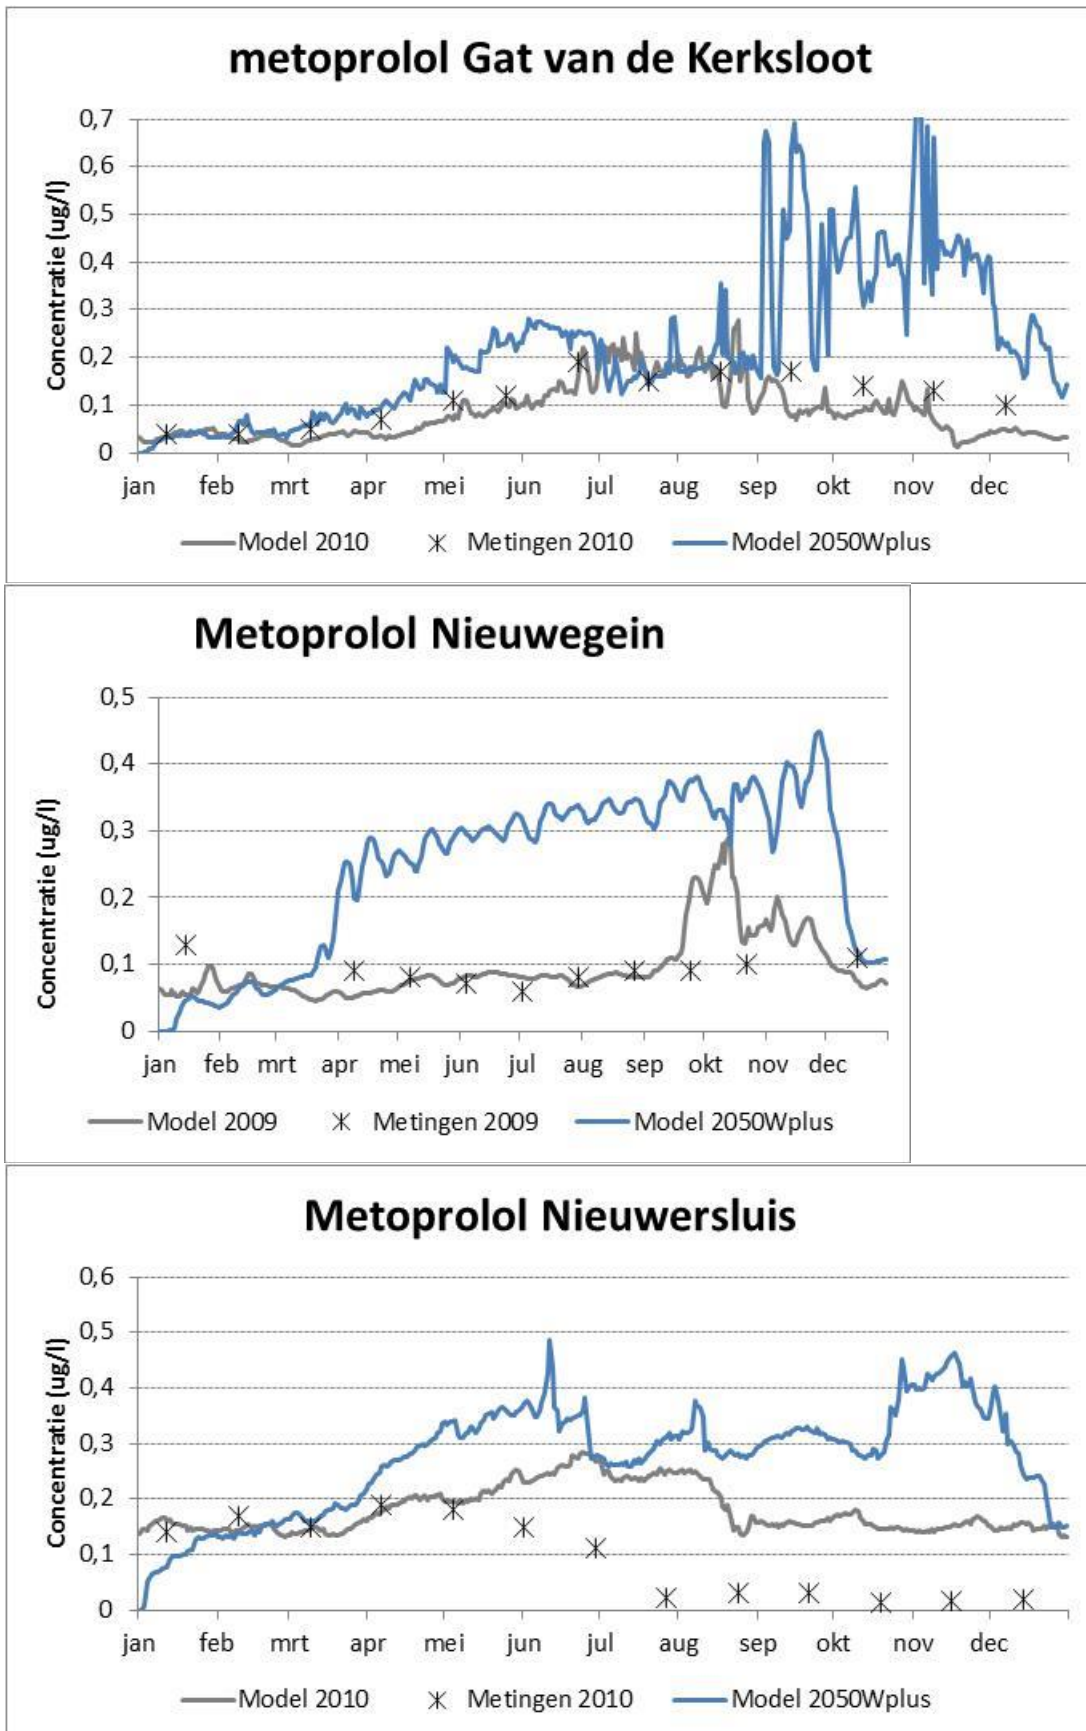 metoprolol Gat van de Kerksloot
Concentratie (ug/l)
0,7
0,6
0,5
0,4
0,3
0,2
0,1
0
jan feb mrt apr mei jun jul aug sep okt nov dec
Model 2010 Metingen 2010 Model 2050Wplus
Metoprolol Nieuwegein
Concentratie (ug/l)
0,5
0,4
0,3
0,2
0,1
0
jan feb mrt apr mei jun jul aug sep okt nov dec
Model 2009 Metingen 2009 Model 2050Wplus
Metoprolol Nieuwersluis
Concentratie (ug/l)
0,6
0,5
0,4
0,3
0,2
0,1
0
jan feb mrt apr mei jun jul aug sep okt nov dec
Model 2010 Metingen 2010 Model 2050Wplus